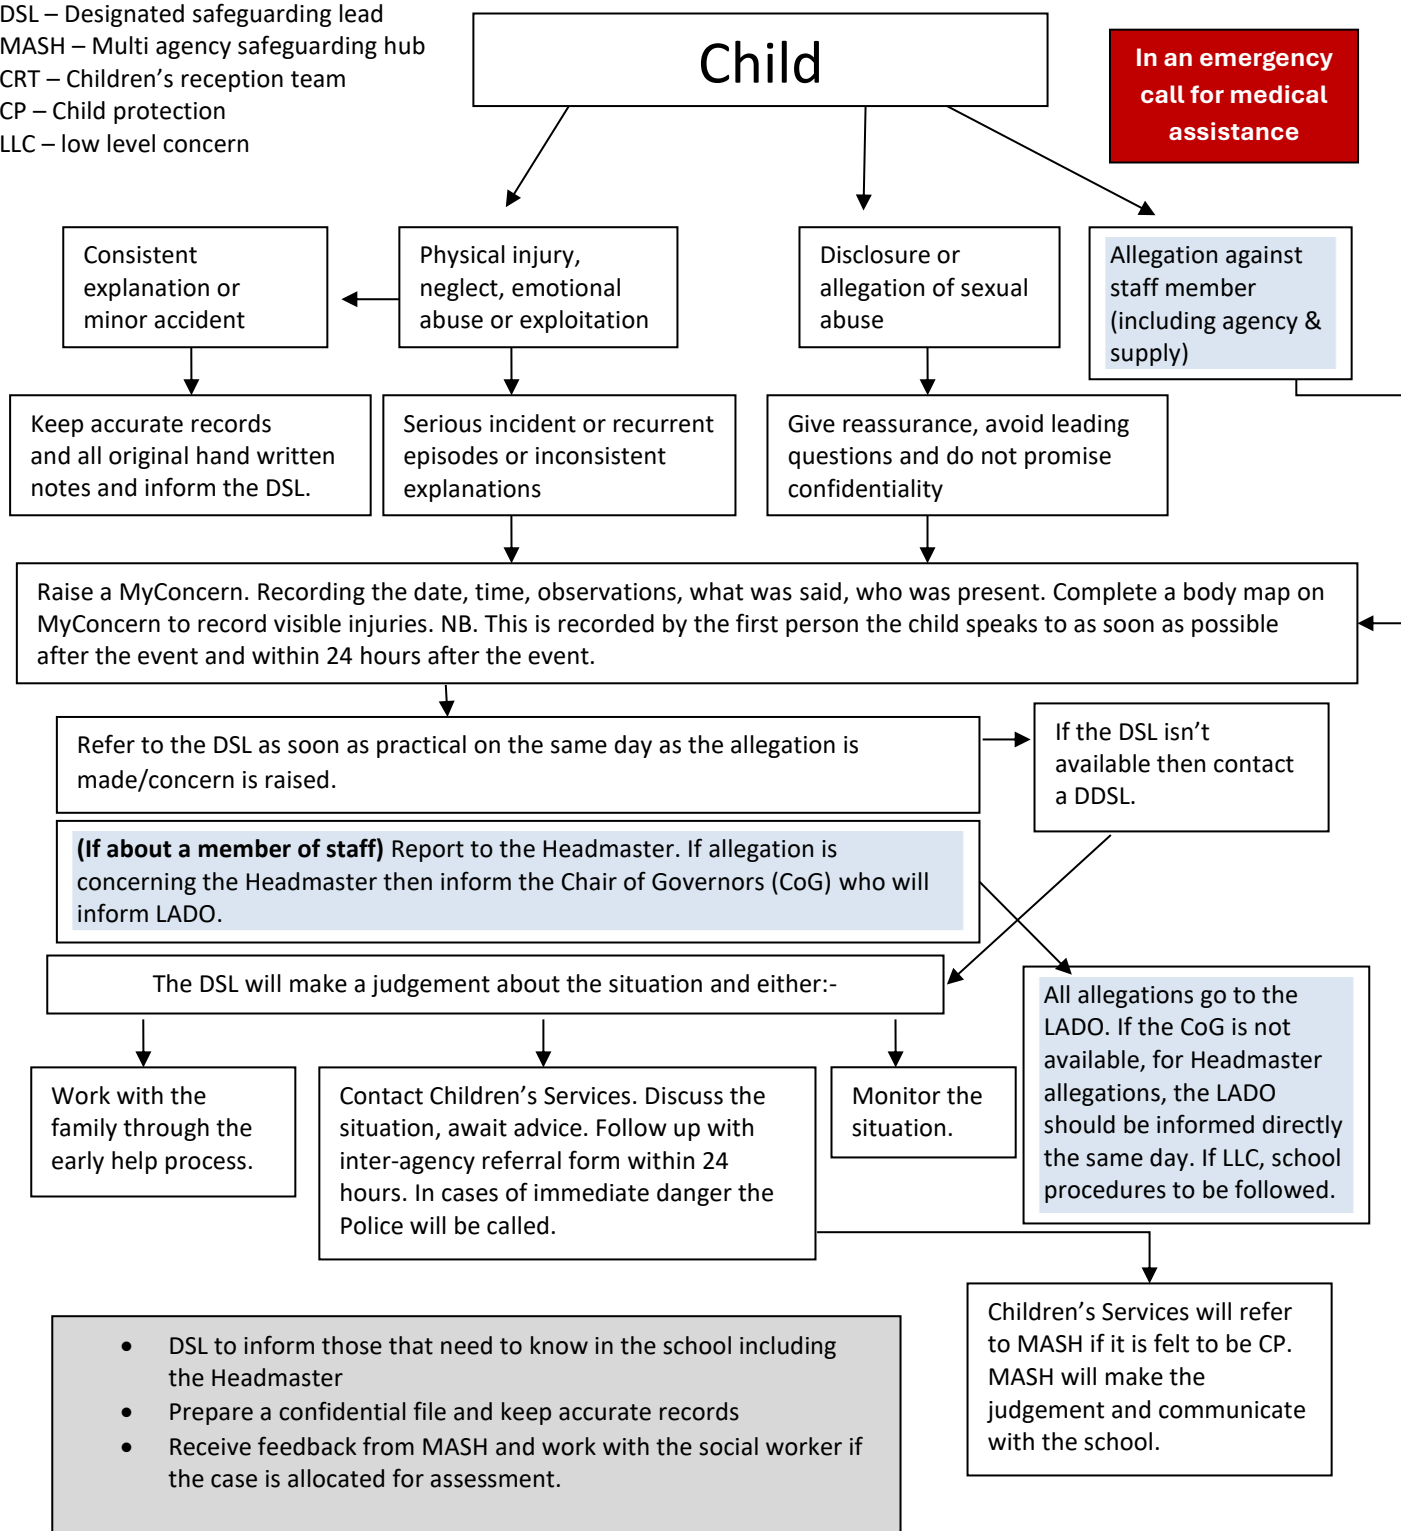 DSL – Designated safeguarding lead
MASH – Multi agency safeguarding hub
CRT – Children’s reception team
CP – Child protection
LLC – low level concern
Child
In an emergency
call for medical
assistance
Consistent
explanation or
minor accident
Physical injury,
neglect, emotional
abuse or exploitation
Disclosure or
allegation of sexual
abuse
Allegation against
staff member
(including agency &
supply)
Keep accurate records
and all original hand written
notes and inform the DSL.
Serious incident or recurrent
episodes or inconsistent
explanations
Give reassurance, avoid leading
questions and do not promise
confidentiality
Raise a MyConcern. Recording the date, time, observations, what was said, who was present. Complete a body map on
MyConcern to record visible injuries. NB. This is recorded by the first person the child speaks to as soon as possible
after the event and within 24 hours after the event.
Refer to the DSL as soon as practical on the same day as the allegation is
made/concern is raised.
If the DSL isn’t
available then contact
a DDSL.
(If about a member of staff) Report to the Headmaster. If allegation is
concerning the Headmaster then inform the Chair of Governors (CoG) who will
inform LADO.
The DSL will make a judgement about the situation and either:-
All allegations go to the
LADO. If the CoG is not
available, for Headmaster
allegations, the LADO
should be informed directly
the same day. If LLC, school
procedures to be followed.
Work with the
family through the
early help process.
Contact Children’s Services. Discuss the
situation, await advice. Follow up with
inter-agency referral form within 24
hours. In cases of immediate danger the
Police will be called.
Monitor the
situation.
Children’s Services will refer
to MASH if it is felt to be CP.
MASH will make the
judgement and communicate
with the school.
• DSL to inform those that need to know in the school including
the Headmaster
• Prepare a confidential file and keep accurate records
• Receive feedback from MASH and work with the social worker if
the case is allocated for assessment.